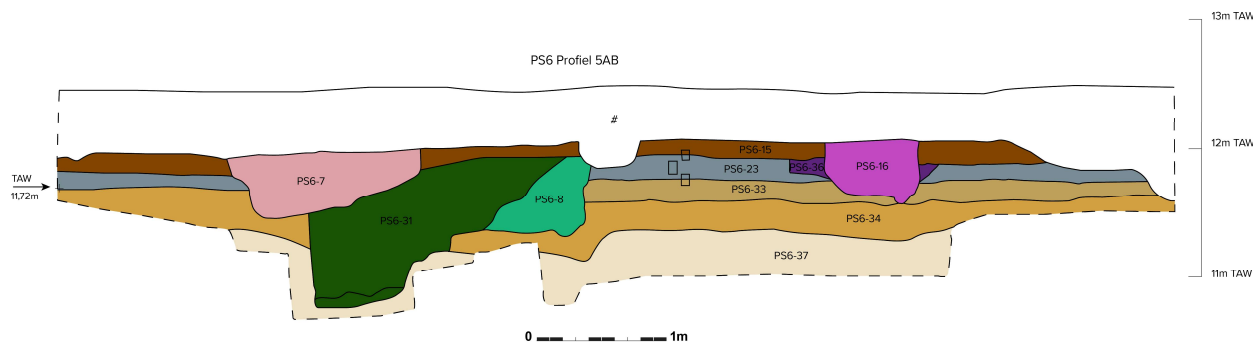 13m TAW
PS6 Profiel 5AB
#
12m TAW
PS6-15
PS6-7
PS6-23
PS6-36
PS6-16
TAW
11,72m
PS6-33
PS6-8
PS6-31
PS6-34
PS6-37
11m TAW
0 1m